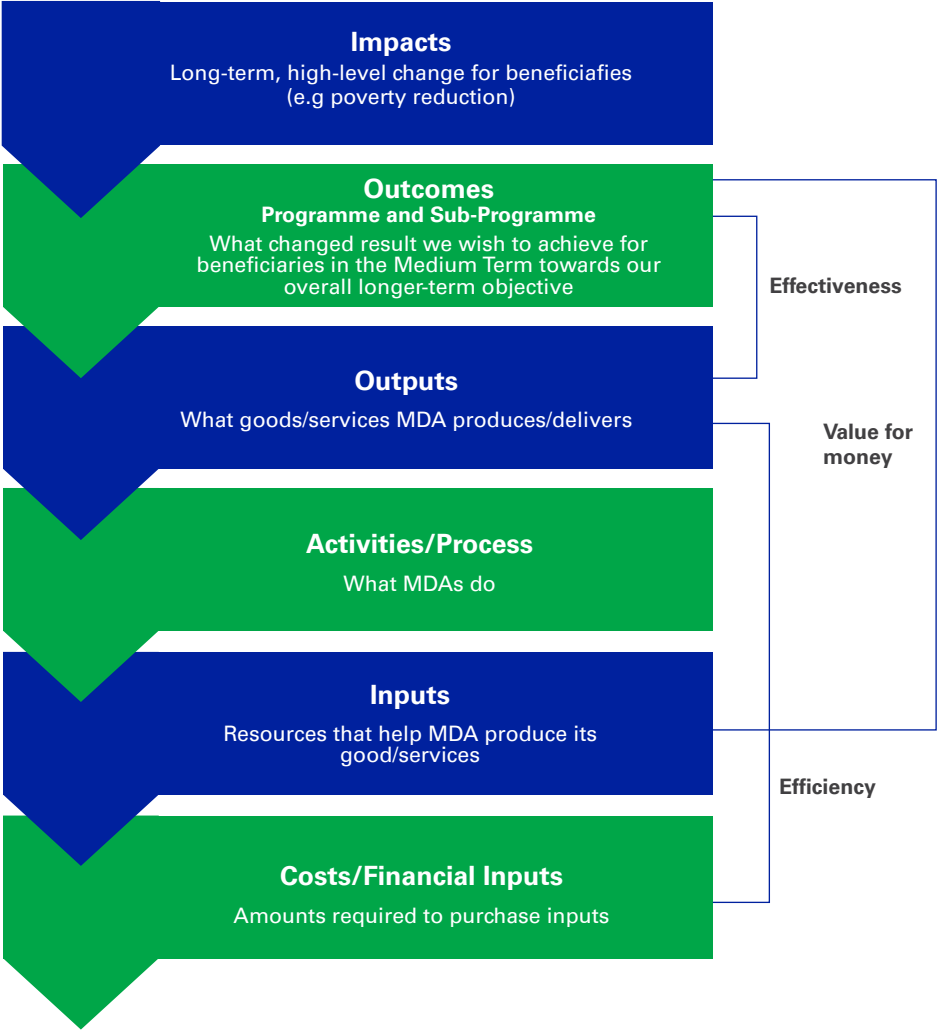 Impacts
Long-term, high-level change for beneficiafies
(e.g poverty reduction)
Outcomes
Programme and Sub-Programme
What changed result we wish to achieve for
beneficiaries in the Medium Term towards our
overall longer-term objective
Effectiveness
Outputs
What goods/services MDA produces/delivers
Value for
money
Activities/Process
What MDAs do
Inputs
Resources that help MDA produce its
good/services
Efficiency
Costs/Financial Inputs
Amounts required to purchase inputs